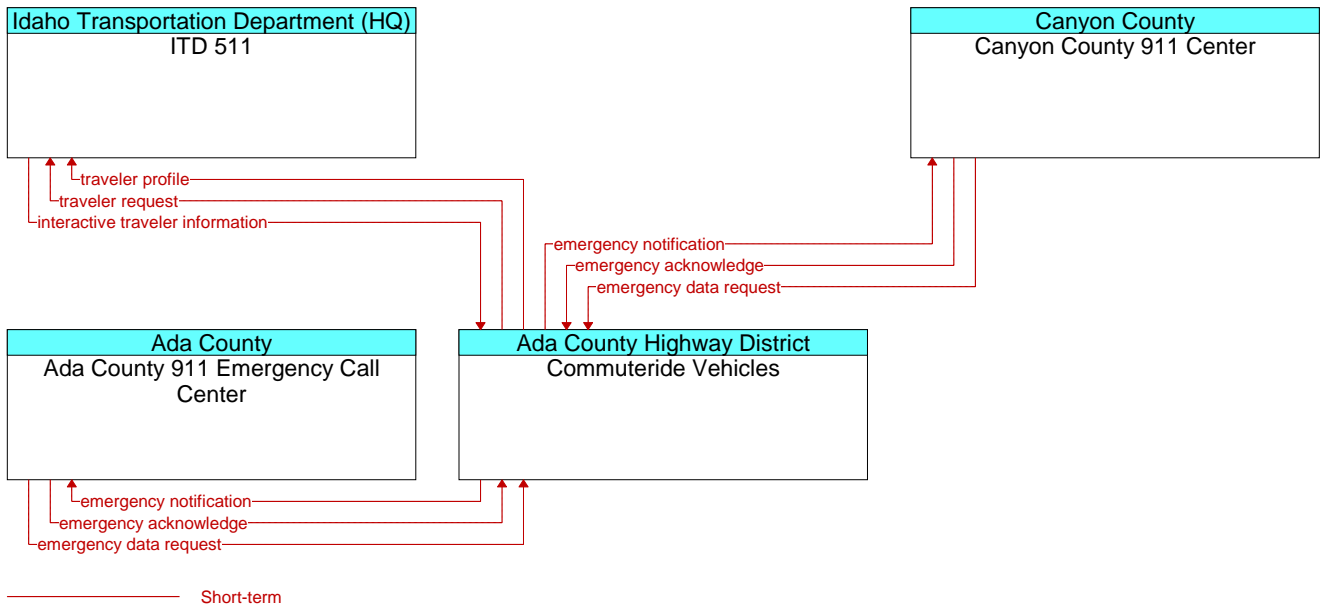 Idaho Transportation Department (HQ)
ITD 511
Canyon County
Canyon County 911 Center
traveler profile
traveler request
interactive traveler information
emergency notification
emergency acknowledge
emergency data request
Ada County
Ada County 911 Emergency Call
Center
Ada County Highway District
Commuteride Vehicles
emergency notification
emergency acknowledge
emergency data request
Short-term